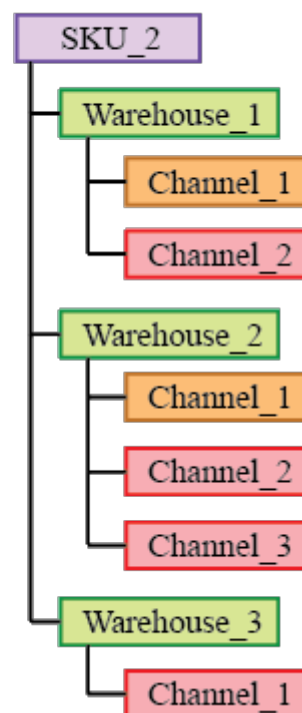 SKU_2
Warehouse_1
Channel_1
Channel_2
Warehouse_2
Channel_1
Channel_2
Channel_3
Warehouse_3
Channel_1